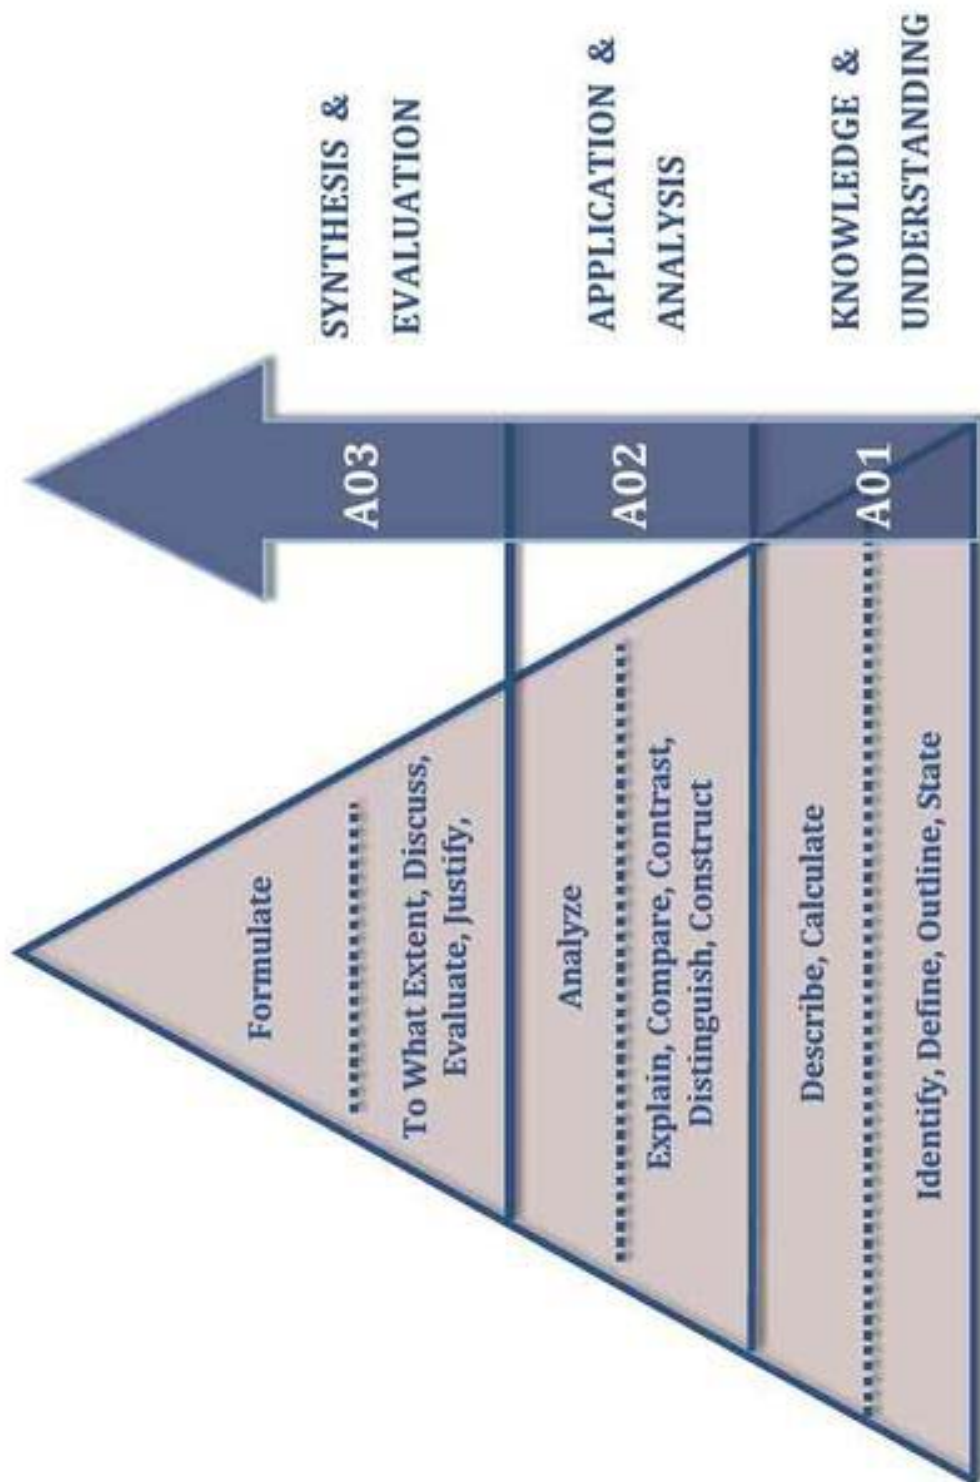 Formulate
To What Extent, Discuss,
Evaluate, Justify,
A03
SYNTHESIS &
EVALUATION
Analyze
Explain, Compare, Contrast,
Distinguish, Construct
A02
APPLICATION &
ANALYSIS
Describe, Calculate
Identify, Define, Outline, State
A01
KNOWLEDGE &
UNDERSTANDING